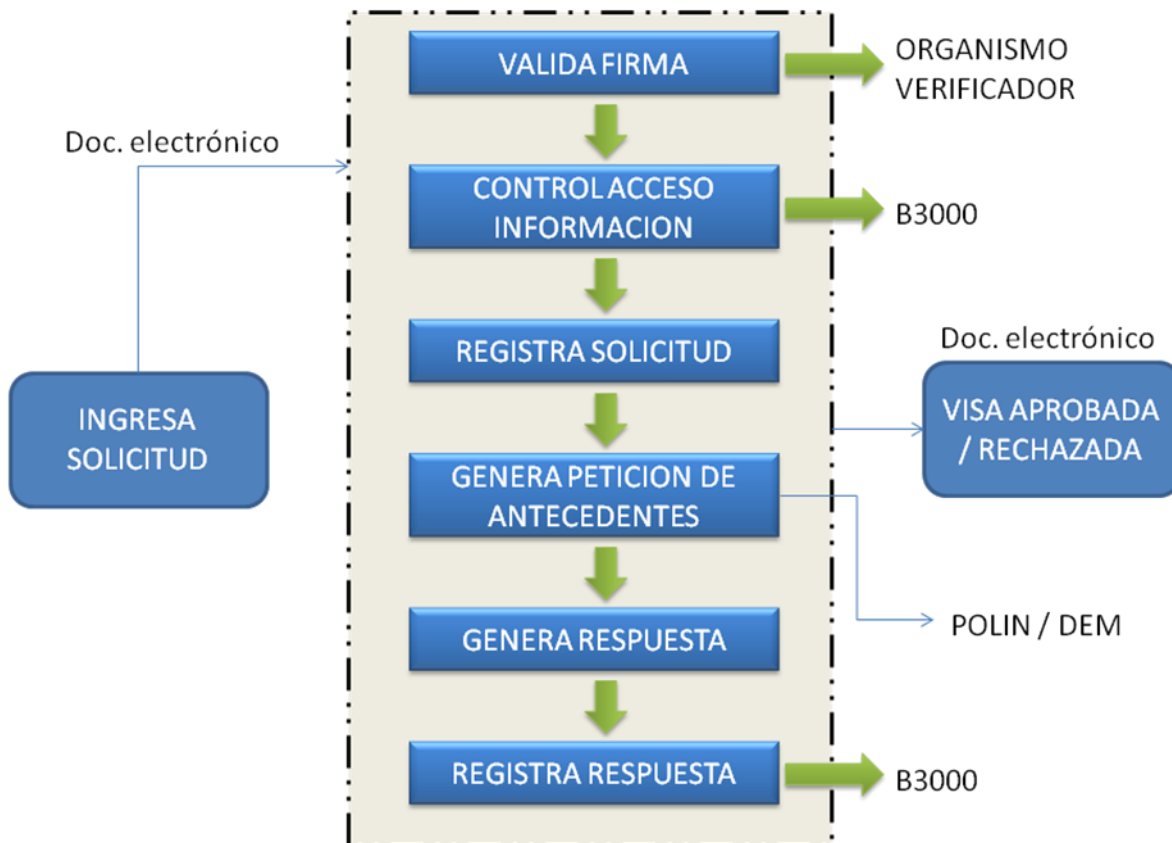 Doc. electrónico
INGRESA
SOLICITUD
VALIDA FIRMA
ORGANISMO
VERIFICADOR
CONTROL ACCESO
INFORMACION
B3000
REGISTRA SOLICITUD
GENERA PETICION DE
ANTECEDENTES
POLIN / DEM
GENERA RESPUESTA
REGISTRA RESPUESTA
B3000
Doc. electrónico
VISA APROBADA
/ RECHAZADA